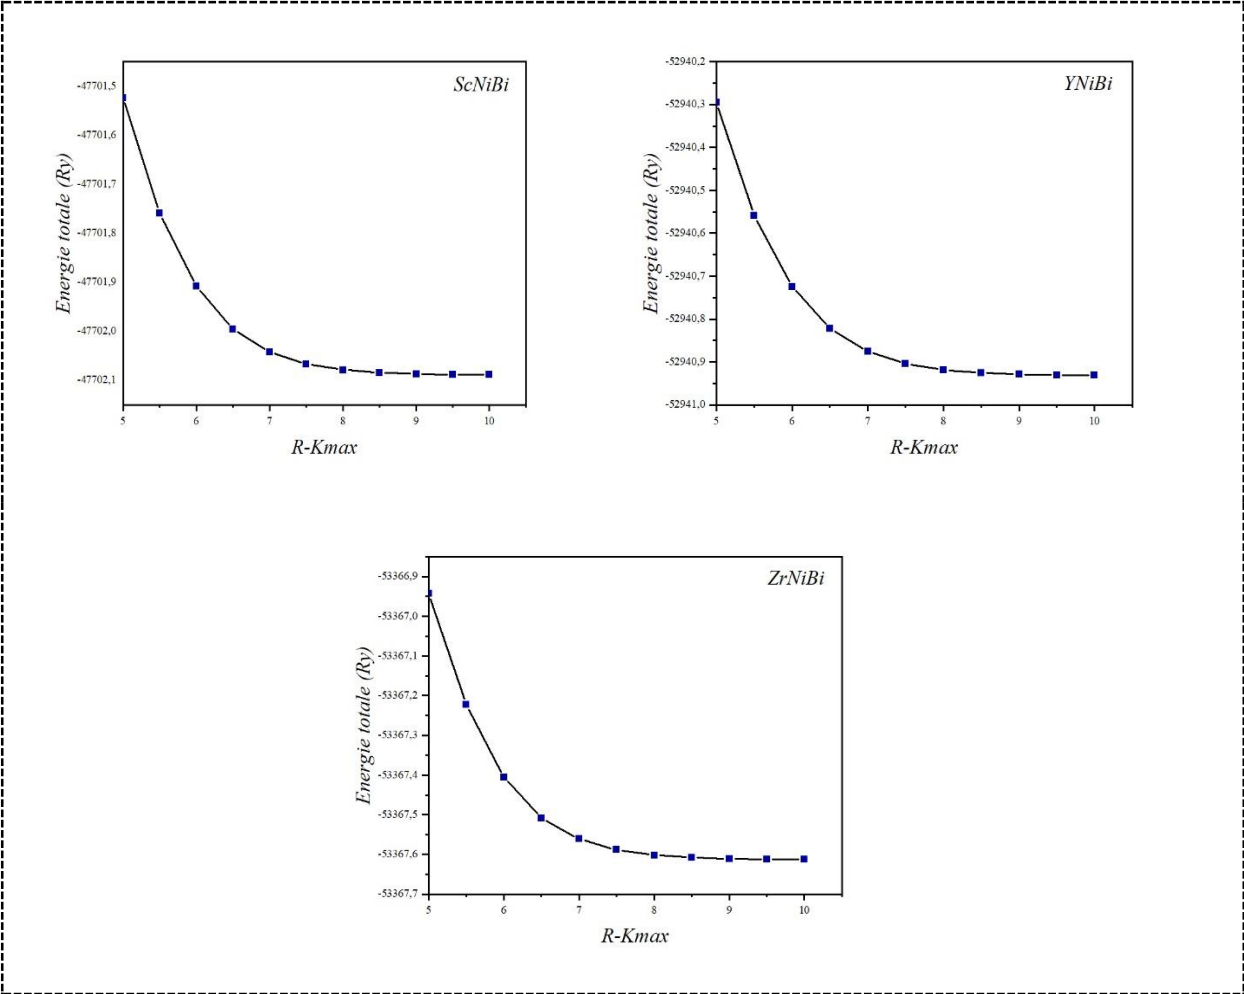 ScNiBi
-47701,5
-47701,6
-47701,7
-47701,8
-47701,9
-47702,0
-47702,1
Energie totale (Ry)
5 6 7 8 9 10
R-Kmax
YNiBi
-52940,2
-52940,3
-52940,4
-52940,5
-52940,6
-52940,7
-52940,8
-52940,9
-52941,0
Energie totale (Ry)
5 6 7 8 9 10
R-Kmax
ZrNiBi
-53366,9
-53367,0
-53367,1
-53367,2
-53367,3
-53367,4
-53367,5
-53367,6
-53367,7
Energie totale (Ry)
5 6 7 8 9 10
R-Kmax